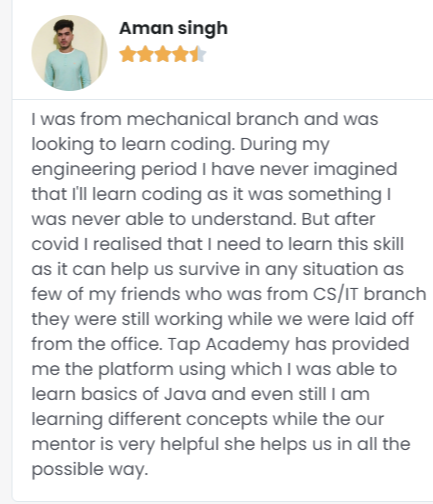 Aman singh
I was from mechanical branch and was
looking to learn coding. During my
engineering period I have never imagined
that I'll learn coding as it was something I
was never able to understand. But after
covid I realised that I need to learn this skill
as it can help us survive in any situation as
few of my friends who was from CS/IT branch
they were still working while we were laid off
from the office. Tap Academy has provided
me the platform using which I was able to
learn basics of Java and even still I am
learning different concepts while the our
mentor is very helpful she helps us in all the
possible way.